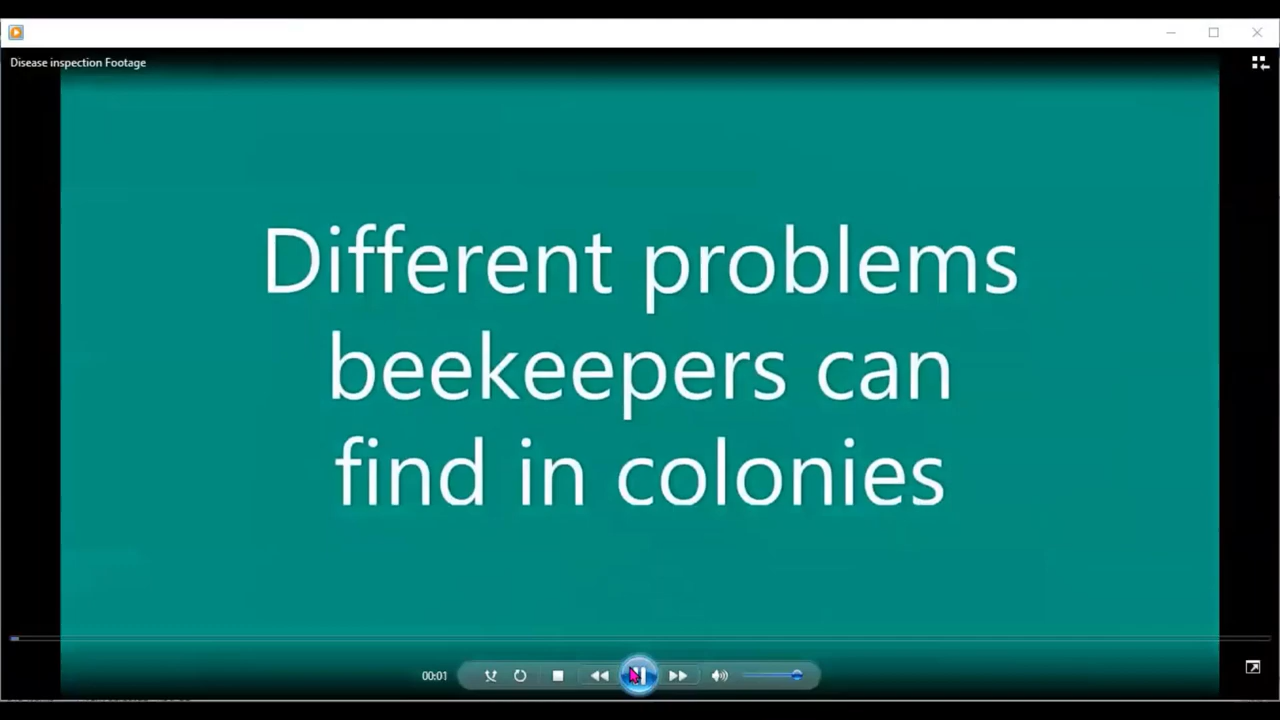 Disease inspection Footage
Different problems
beekeepers can
find in colonies
00:01